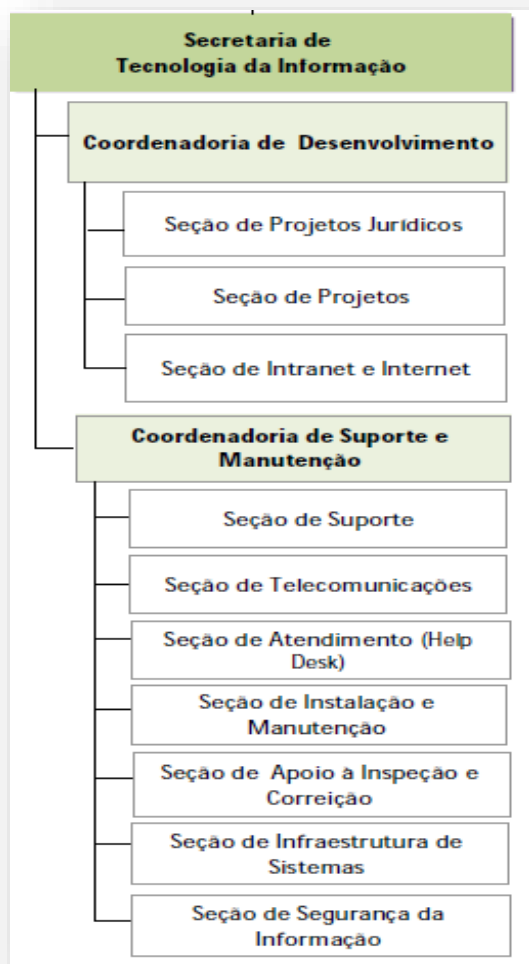 Secretaria de
Tecnologia da Informação
Coordenadoria de Desenvolvimento
Seção de Projetos Jurídicos
Seção de Projetos
Seção de Intranet e Internet
Coordenadoria de Suporte e
Manutenção
Seção de Suporte
Seção de Telecomunicações
Seção de Atendimento (Help
Desk)
Seção de Instalação e
Manutenção
Seção de Apoio à Inspeção e
Correição
Seção de Infraestrutura de
Sistemas
Seção de Segurança da
Informação